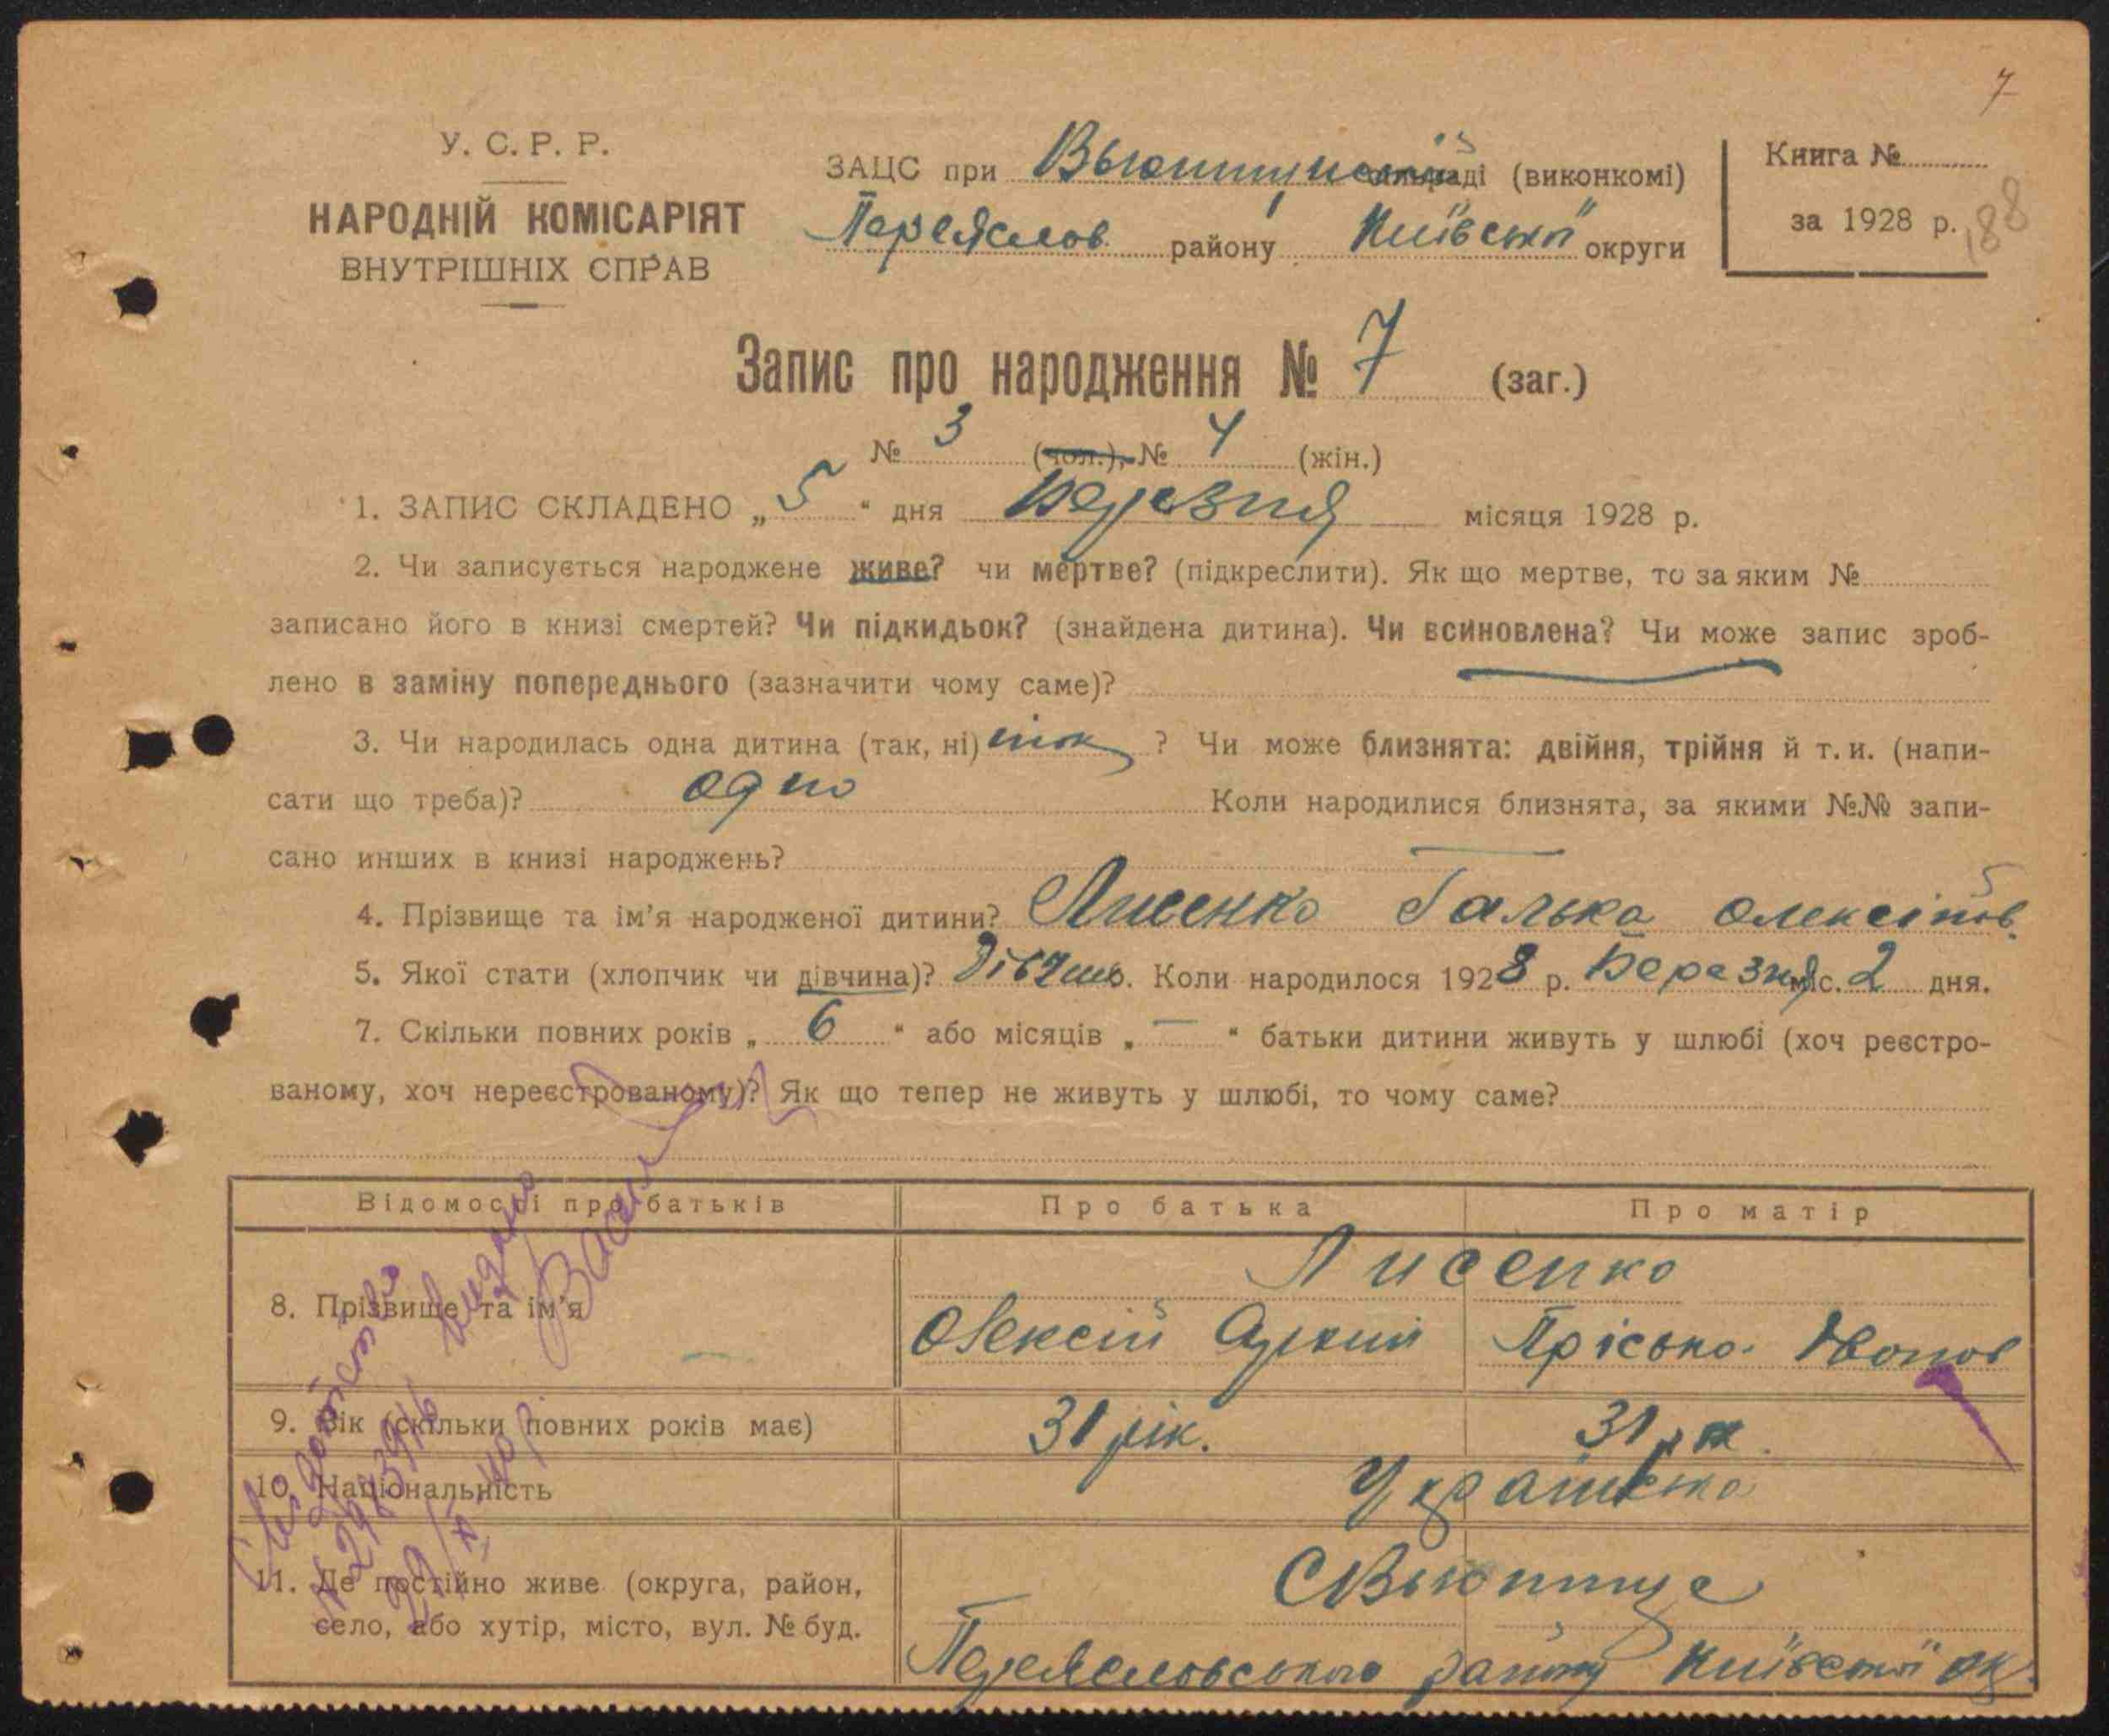 7
У. С. Р. Р.
НАРОДНІЙ КОМІСАРІЯТ
ВНУТРІШНІХ СПРАВ
ЗАЦС при сільраді (виконкомі)
Переяслов району Київської округи
Книга №
за 1928 р.
188
Запис про народження № 7 (заг.)
№ 3 (чол.), № 4 (жін.)
1. ЗАПИС СКЛАДЕНО „ 5 “ дня Березня місяця 1928 р.
2. Чи записується народжене живе? чи мертве? (підкреслити). Як що мертве, то за яким №
записано його в книзі смертей? Чи підкидьок? (знайдена дитина). Чи всиновлена? Чи може запис зроб-
лено в заміну попереднього (зазначити чому саме)?
3. Чи народилась одна дитина (так, ні) так ? Чи може близнята: двійня, трійня й т. и. (напи-
сати що треба)? одно Коли народилися близнята, за якими №№ запи-
сано инших в книзі народжень? —
4. Прізвище та ім'я народженої дитини? Лисенко Галька Олексіїв.
5. Якої стати (хлопчик чи дівчина)? Дівчин. Коли народилося 1928 р. Березня міс. 2 дня.
7. Скільки повних років „ 6 “ або місяців „ — “ батьки дитини живуть у шлюбі (хоч реєстро-
ваному, хоч нереєстрованому)? Як що тепер не живуть у шлюбі, то чому саме?
Відомості про батьків Про батька Про матір
Лисенко
8. Прізвище та ім'я Олексій Пріська
9. Вік (скільки повних років має) 31 рік. 31 рік.
10. Національність Українська
11. Де постійно живе (округа, район,
село, або хутір, місто, вул. № буд.
С Вьюнище
Переясловського району Київської ок.
видано